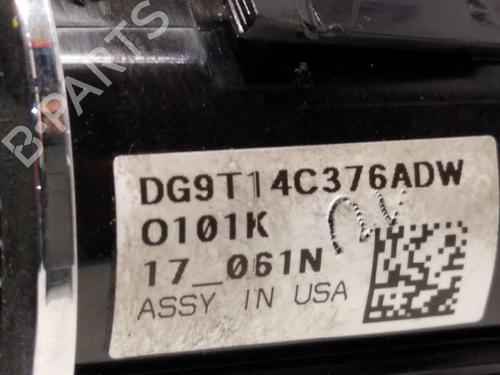 B-PARTS
DG9T14C376ADW
0101K
17_061N
ASSY IN USA